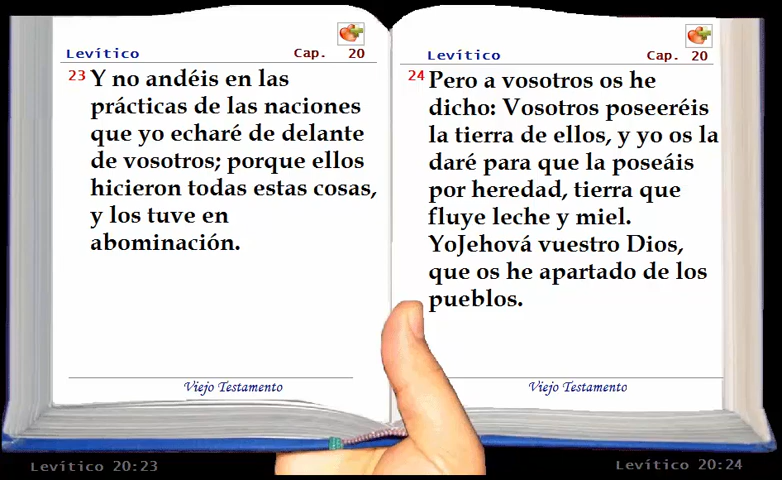 Levítico
Cap. 20
23 Y no andéis en las
prácticas de las naciones
que yo echaré de delante
de vosotros; porque ellos
hicieron todas estas cosas,
y los tuve en
abominación.
Viejo Testamento
Levítico 20:23
Levítico
Cap. 20
24 Pero a vosotros os he
dicho: Vosotros poseeréis
la tierra de ellos, y yo os la
daré para que la poseáis
por heredad, tierra que
fluye leche y miel.
YoJehová vuestro Dios,
que os he apartado de los
pueblos.
Viejo Testamento
Levítico 20:24